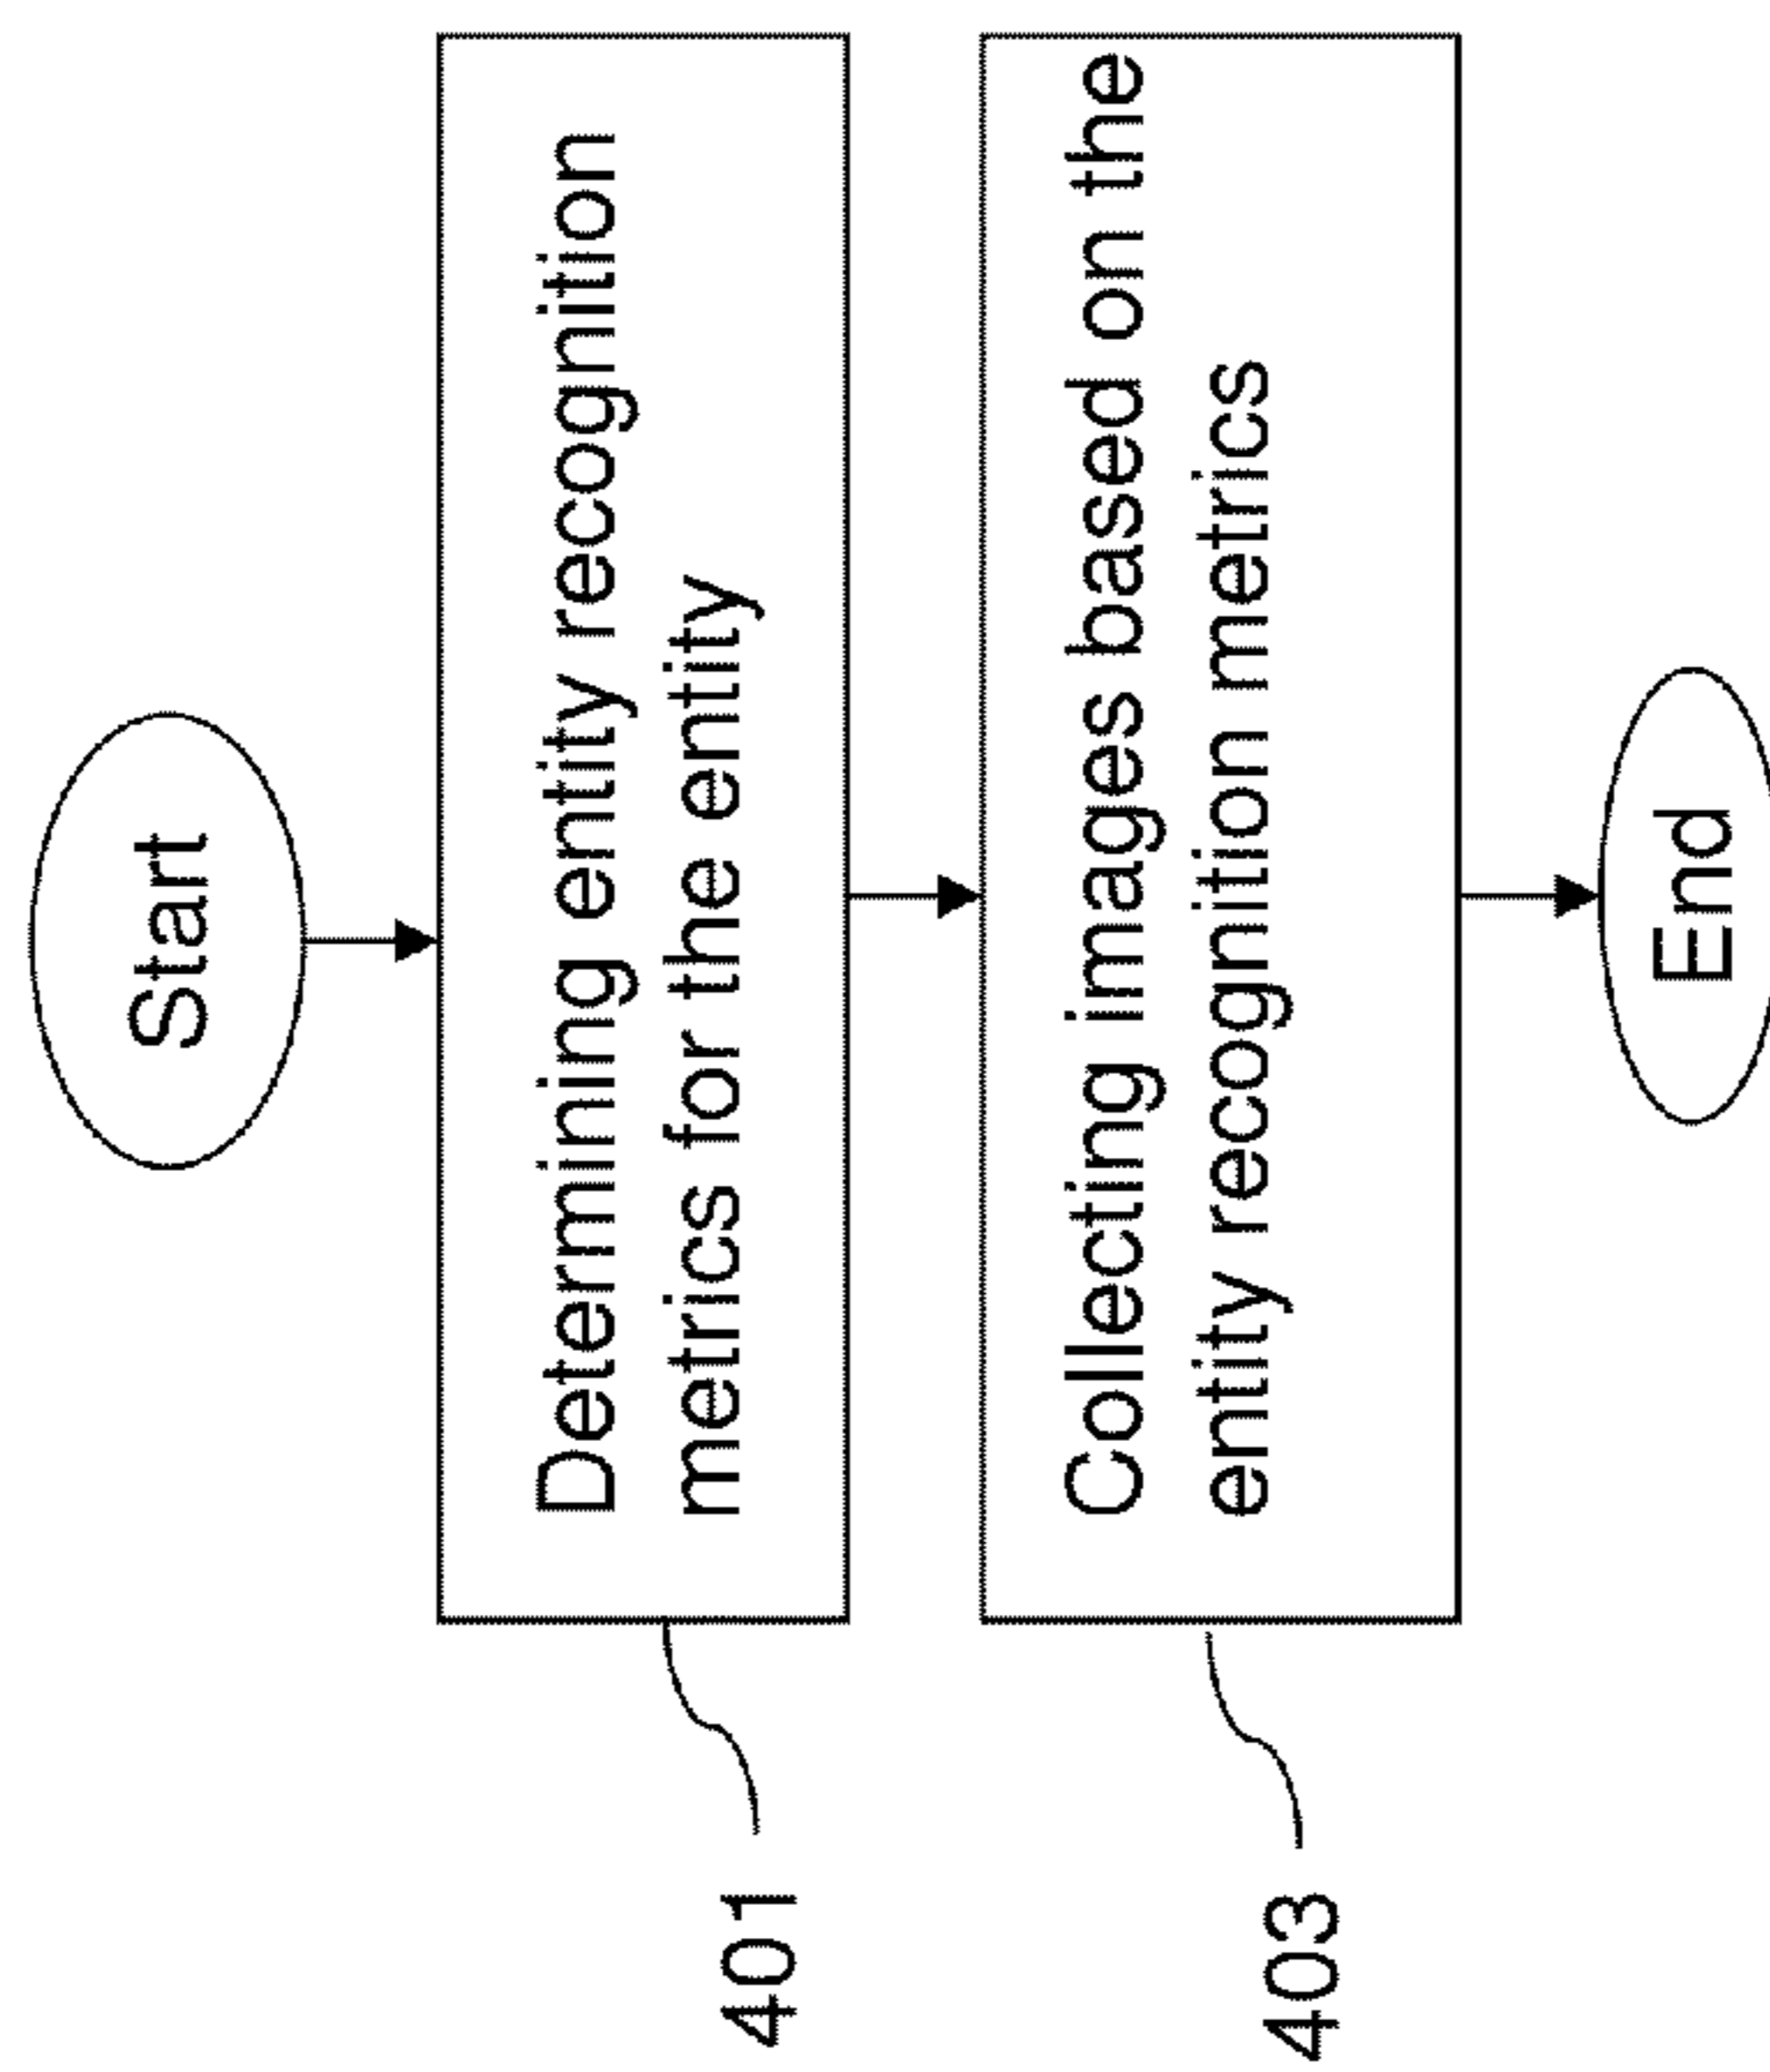 Start
Determining entity recognition
metrics for the entity
401
Collecting images based on the
entity recognition metrics
403
End